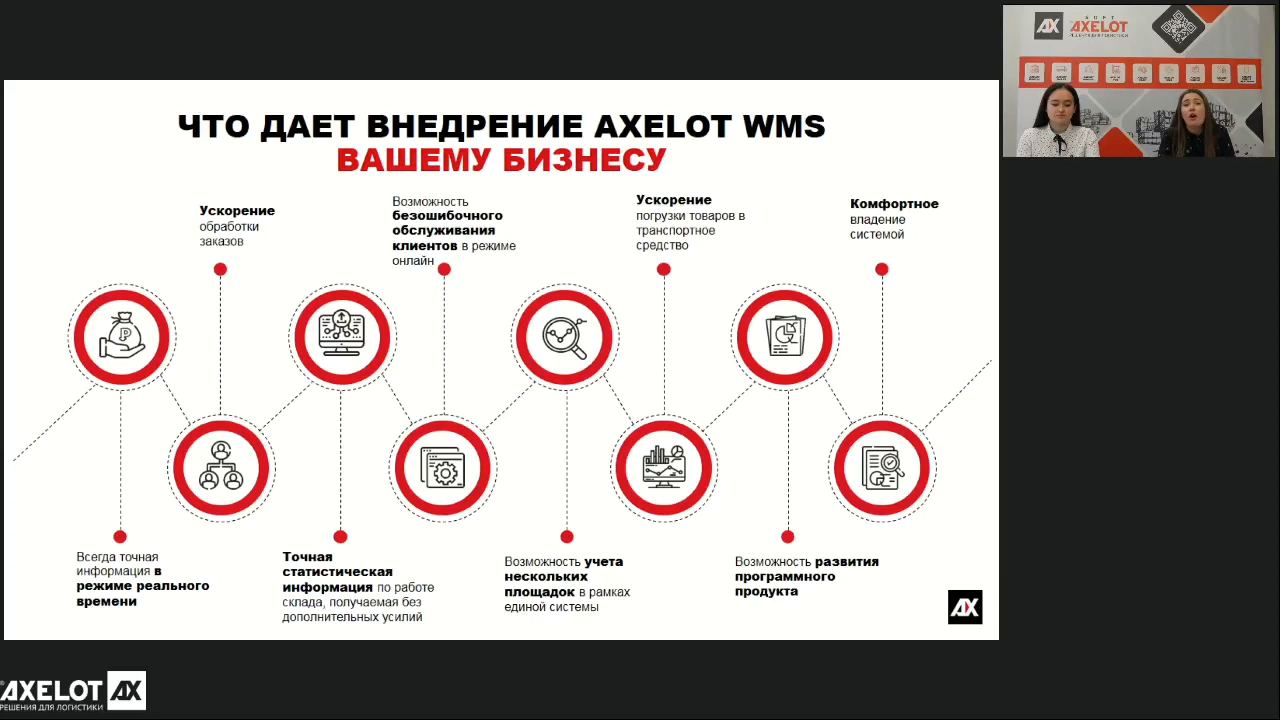 ЧТО ДАЕТ ВНЕДРЕНИЕ AXELOT WMS
ВАШЕМУ БИЗНЕСУ
Ускорение
обработки
заказов
Возможность
безошибочного
обслуживания
клиентов в режиме
онлайн
Ускорение
погрузки товаров в
транспортное
средство
Комфортное
владение
системой
Всегда точная
информация в
режиме реального
времени
Точная
статистическая
информация по работе
склада, получаемая без
дополнительных усилий
Возможность учета
нескольких
площадок в рамках
единой системы
Возможность развития
программного
продукта
AX
AXELOT AX
РЕШЕНИЯ ДЛЯ ЛОГИСТИКИ
AX
SOFT
AXELOT